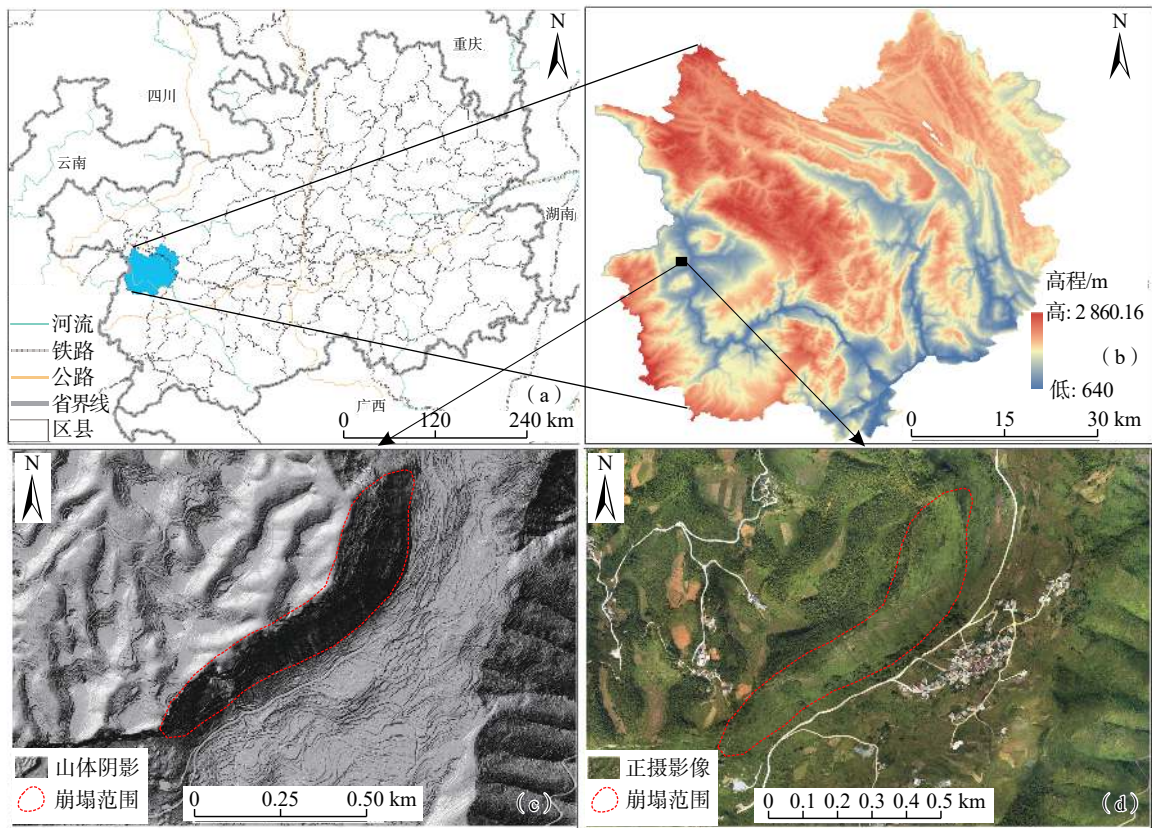 N
重庆
四川
云南
湖南
广西
河流
铁路
公路
省界线
区县
(a)
0 120 240 km
N
高程/m
高: 2 860.16
低: 640
(b)
0 15 30 km
N
山体阴影
崩塌范围
0 0.25 0.50 km
(c)
N
正摄影像
崩塌范围
0 0.1 0.2 0.3 0.4 0.5 km
(d)